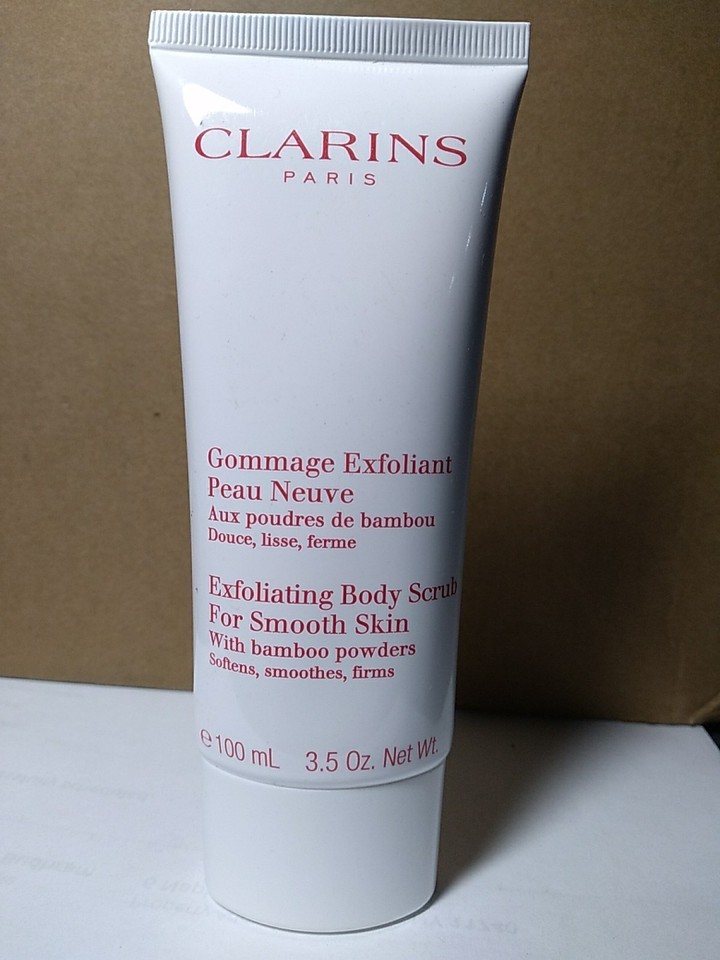 CLARINS
PARIS
Gommage Exfoliant
Peau Neuve
Aux poudres de bambou
Douce, lisse, ferme
Exfoliating Body Scrub
For Smooth Skin
With bamboo powders
Softens, smoothes, firms
℮100 mL 3.5 Oz. Net Wt.